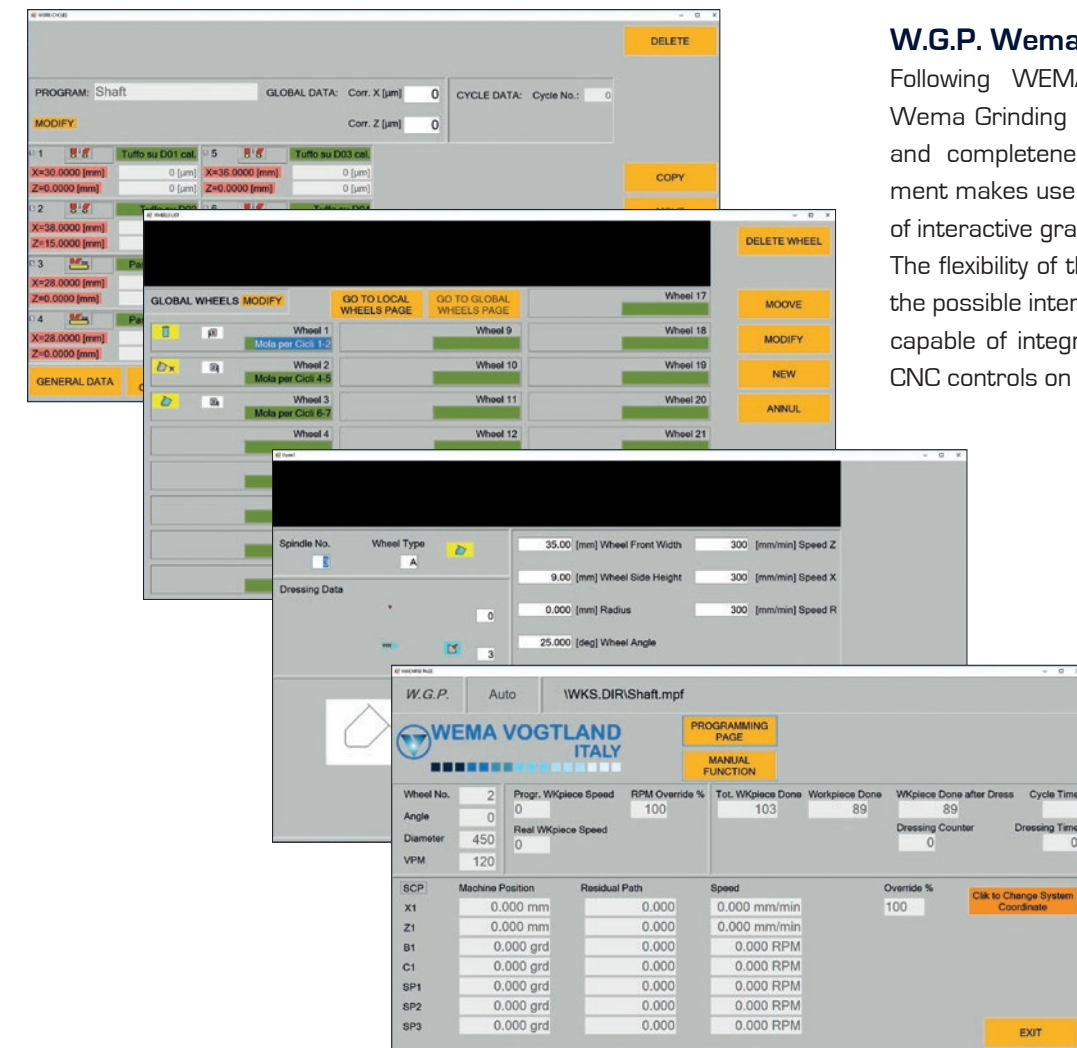 WORK CYCLES
DELETE
PROGRAM: Shaft
GLOBAL DATA: Corr. X [µm] 0
CYCLE DATA: Cycle No.: 0
MODIFY
Corr. Z [µm] 0
1 Tuffo su D01 cal.
5 Tuffo su D03 cal.
X=30.0000 [mm] 0 [µm]
X=36.0000 [mm] 0 [µm]
Z=0.0000 [mm] 0 [µm]
Z=0.0000 [mm] 0 [µm]
COPY
2
X=38.0000 [mm]
Z=15.0000 [mm]
3
X=28.0000 [mm]
Z=0.0000 [mm]
4
X=28.0000 [mm]
Z=0.0000 [mm]
GENERAL DATA
WHEELS LIST
DELETE WHEEL
GLOBAL WHEELS MODIFY
GO TO LOCAL
WHEELS PAGE
GO TO GLOBAL
WHEELS PAGE
Wheel 17
MOOVE
Wheel 1
Mola per Cicli 1-2
Wheel 9
Wheel 18
MODIFY
Wheel 2
Mola per Cicli 4-5
Wheel 10
Wheel 19
NEW
Wheel 3
Mola per Cicli 6-7
Wheel 11
Wheel 20
ANNUL
Wheel 4
Wheel 12
Wheel 21
Spindle No.
3
Wheel Type
A
35.00 [mm] Wheel Front Width
300 [mm/min] Speed Z
9.00 [mm] Wheel Side Height
300 [mm/min] Speed X
Dressing Data
0
0.000 [mm] Radius
300 [mm/min] Speed R
3
25.000 [deg] Wheel Angle
MACHINE PAGE
W.G.P.
Auto
\WKS.DIR\Shaft.mpf
WEMA VOGTLAND
ITALY
PROGRAMMING
PAGE
MANUAL
FUNCTION
Wheel No. 2
Angle 0
Diameter 450
VPM 120
Progr. WKpiece Speed
0
Real WKpiece Speed
0
RPM Override %
100
Tot. WKpiece Done
103
Workpiece Done
89
WKpiece Done after Dress
89
Cycle Time
Dressing Counter
0
Dressing Time
0
SCP Machine Position Residual Path Speed
Override %
100
Clik to Change System
Coordinate
X1 0.000 mm 0.000 0.000 mm/min
Z1 0.000 mm 0.000 0.000 mm/min
B1 0.000 grd 0.000 0.000 RPM
C1 0.000 grd 0.000 0.000 RPM
SP1 0.000 grd 0.000 0.000 RPM
SP2 0.000 grd 0.000 0.000 RPM
SP3 0.000 grd 0.000 0.000 RPM
EXIT
W.G.P. Wema
Following WEMA
Wema Grinding
and completene
ment makes use
of interactive gra
The flexibility of th
the possible inter
capable of integr
CNC controls on